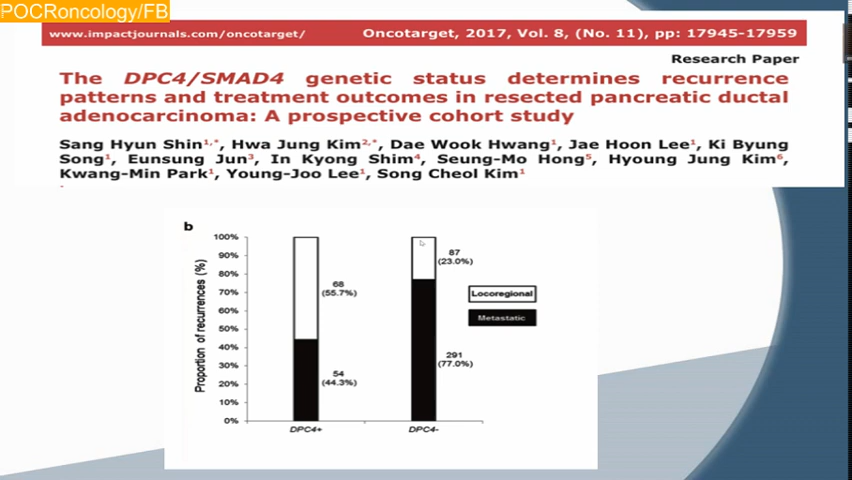 POCRoncology/FB
www.impactjournals.com/oncotarget/ Oncotarget, 2017, Vol. 8, (No. 11), pp: 17945-17959
Research Paper
The DPC4/SMAD4 genetic status determines recurrence
patterns and treatment outcomes in resected pancreatic ductal
adenocarcinoma: A prospective cohort study
Sang Hyun Shin1,*, Hwa Jung Kim2,*, Dae Wook Hwang1, Jae Hoon Lee1, Ki Byung
Song1, Eunsung Jun3, In Kyong Shim4, Seung-Mo Hong5, Hyoung Jung Kim6,
Kwang-Min Park1, Young-Joo Lee1, Song Cheol Kim1
b
Proportion of recurrences (%)
100%
90%
80%
70%
60%
50%
40%
30%
20%
10%
0%
68
(55.7%)
54
(44.3%)
87
(23.0%)
291
(77.0%)
DPC4+
DPC4-
Locoregional
Metastatic